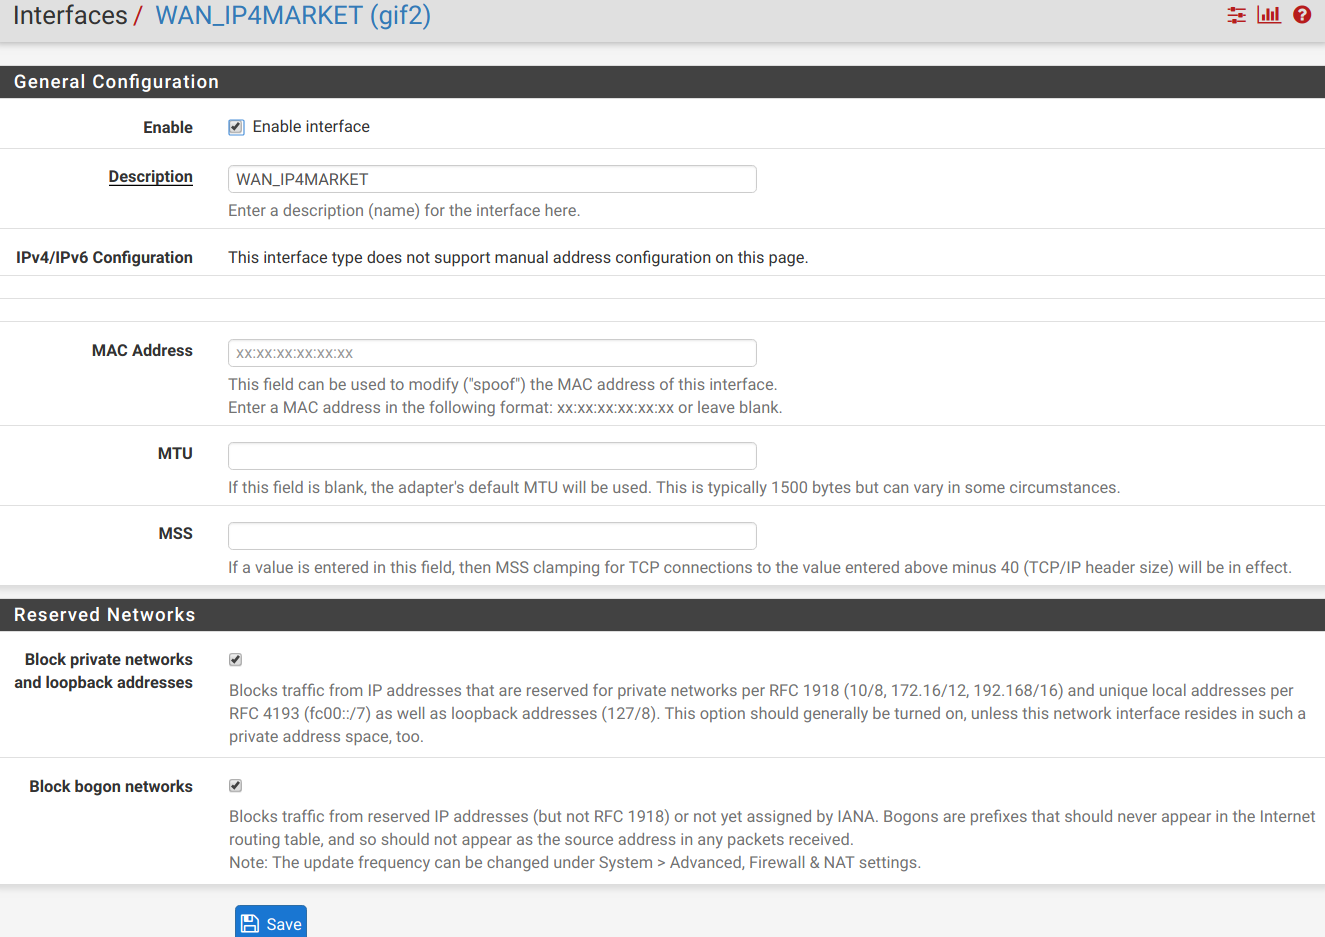 Interfaces / WAN_IP4MARKET (gif2)
General Configuration
Enable Enable interface
Description WAN_IP4MARKET
Enter a description (name) for the interface here.
IPv4/IPv6 Configuration This interface type does not support manual address configuration on this page.
MAC Address xx:xx:xx:xx:xx:xx
This field can be used to modify ("spoof") the MAC address of this interface.
Enter a MAC address in the following format: xx:xx:xx:xx:xx:xx or leave blank.
MTU
If this field is blank, the adapter's default MTU will be used. This is typically 1500 bytes but can vary in some circumstances.
MSS
If a value is entered in this field, then MSS clamping for TCP connections to the value entered above minus 40 (TCP/IP header size) will be in effect.
Reserved Networks
Block private networks
and loopback addresses
Blocks traffic from IP addresses that are reserved for private networks per RFC 1918 (10/8, 172.16/12, 192.168/16) and unique local addresses per
RFC 4193 (fc00::/7) as well as loopback addresses (127/8). This option should generally be turned on, unless this network interface resides in such a
private address space, too.
Block bogon networks
Blocks traffic from reserved IP addresses (but not RFC 1918) or not yet assigned by IANA. Bogons are prefixes that should never appear in the Internet
routing table, and so should not appear as the source address in any packets received.
Note: The update frequency can be changed under System > Advanced, Firewall & NAT settings.
Save